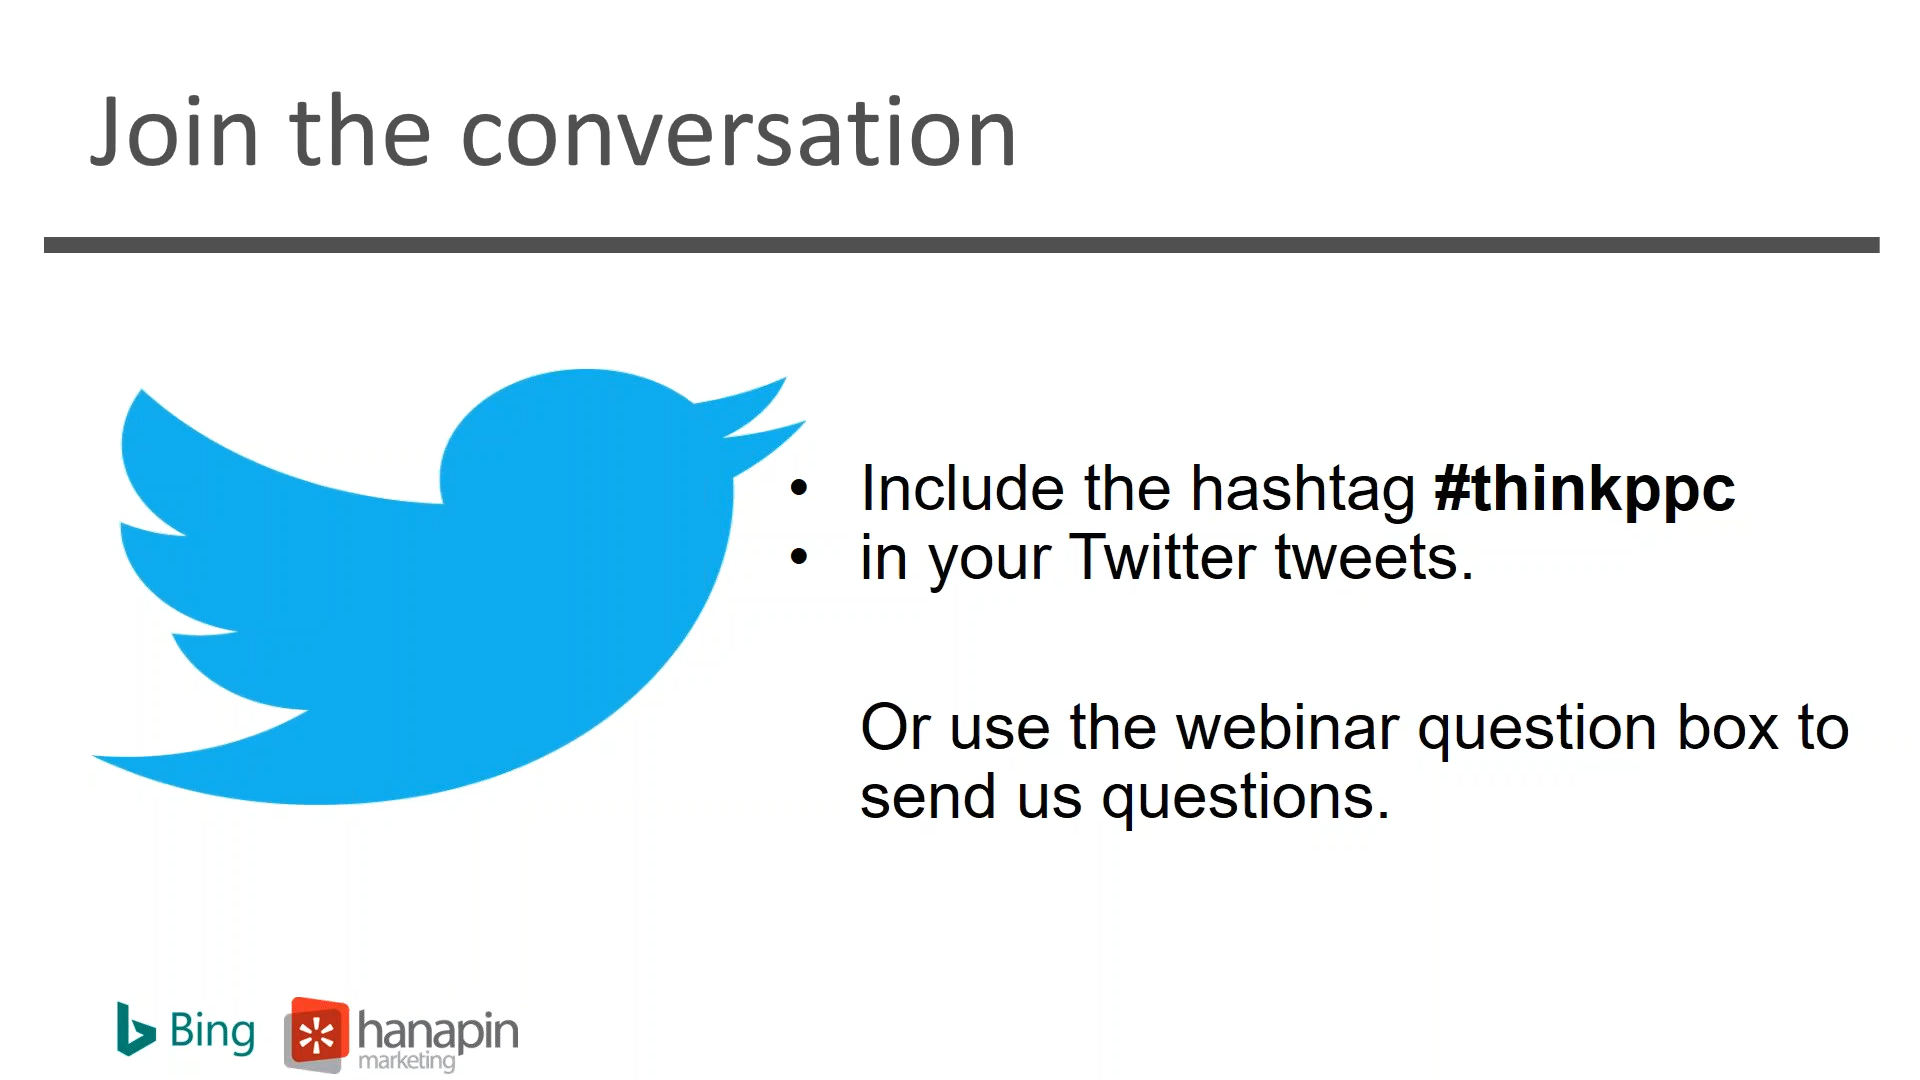 Join the conversation
• Include the hashtag #thinkppc
• in your Twitter tweets.
Or use the webinar question box to
send us questions.
Bing
hanapin
marketing